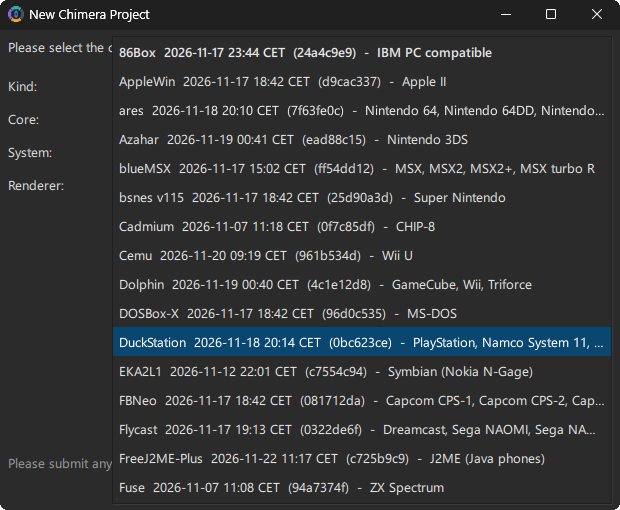 New Chimera Project
Please select the c
Kind:
Core:
System:
Renderer:
86Box 2026-11-17 23:44 CET (24a4c9e9) - IBM PC compatible
AppleWin 2026-11-17 18:42 CET (d9cac337) - Apple II
ares 2026-11-18 20:10 CET (7f63fe0c) - Nintendo 64, Nintendo 64DD, Nintendo...
Azahar 2026-11-19 00:41 CET (ead88c15) - Nintendo 3DS
blueMSX 2026-11-17 15:02 CET (ff54dd12) - MSX, MSX2, MSX2+, MSX turbo R
bsnes v115 2026-11-17 18:42 CET (25d90a3d) - Super Nintendo
Cadmium 2026-11-07 11:18 CET (0f7c85df) - CHIP-8
Cemu 2026-11-20 09:19 CET (961b534d) - Wii U
Dolphin 2026-11-19 00:40 CET (4c1e12d8) - GameCube, Wii, Triforce
DOSBox-X 2026-11-17 18:42 CET (96d0c535) - MS-DOS
DuckStation 2026-11-18 20:14 CET (0bc623ce) - PlayStation, Namco System 11, ...
EKA2L1 2026-11-12 22:01 CET (c7554c94) - Symbian (Nokia N-Gage)
FBNeo 2026-11-17 18:42 CET (081712da) - Capcom CPS-1, Capcom CPS-2, Cap...
Flycast 2026-11-17 19:13 CET (0322de6f) - Dreamcast, Sega NAOMI, Sega NA...
FreeJ2ME-Plus 2026-11-22 11:17 CET (c725b9c9) - J2ME (Java phones)
Fuse 2026-11-07 11:08 CET (94a7374f) - ZX Spectrum
Please submit any